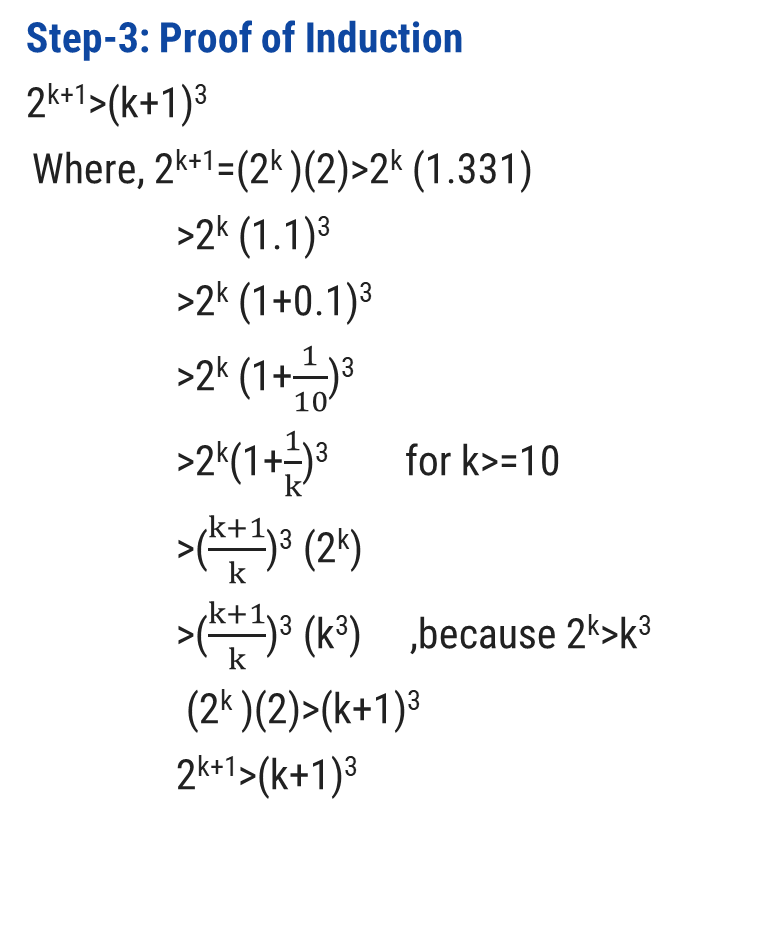 Step-3: Proof of Induction
2^{k+1}>(k+1)^3
Where, 2^{k+1}=(2^k )(2)>2^k (1.331)
>2^k (1.1)^3
>2^k (1+0.1)^3
>2^k (1+\frac{1}{10})^3
>2^k(1+\frac{1}{k})^3 for k>=10
>(\frac{k+1}{k})^3 (2^k)
>(\frac{k+1}{k})^3 (k^3) ,because 2^k>k^3
(2^k )(2)>(k+1)^3
2^{k+1}>(k+1)^3